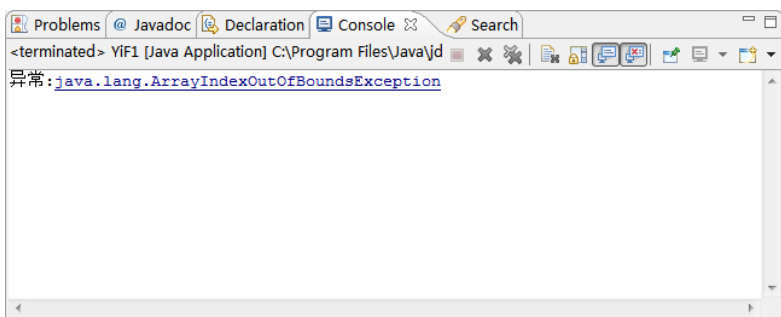 Problems @ Javadoc Declaration Console Search
<terminated> YiF1 [Java Application] C:\Program Files\Java\jd
异常:java.lang.ArrayIndexOutOfBoundsException